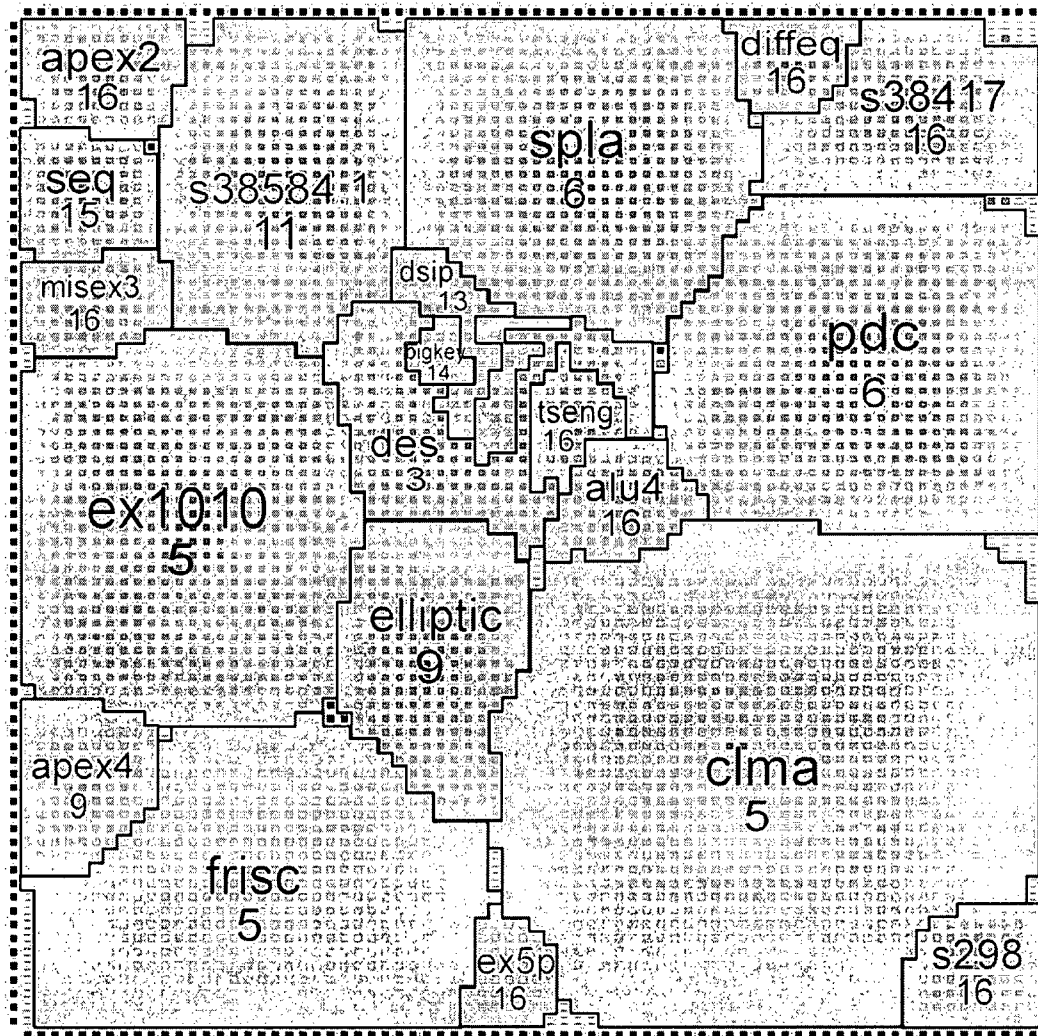 apex2
16
diffeq
16
s38417
16
spla
6
seq
15
s38584 1
11
dsip
13
misex3
16
pdc
6
bigkey
14
tseng
16
des
3
alu4
16
ex1010
5
elliptic
9
apex4
9
clma
5
frisc
5
ex5p
16
s298
16